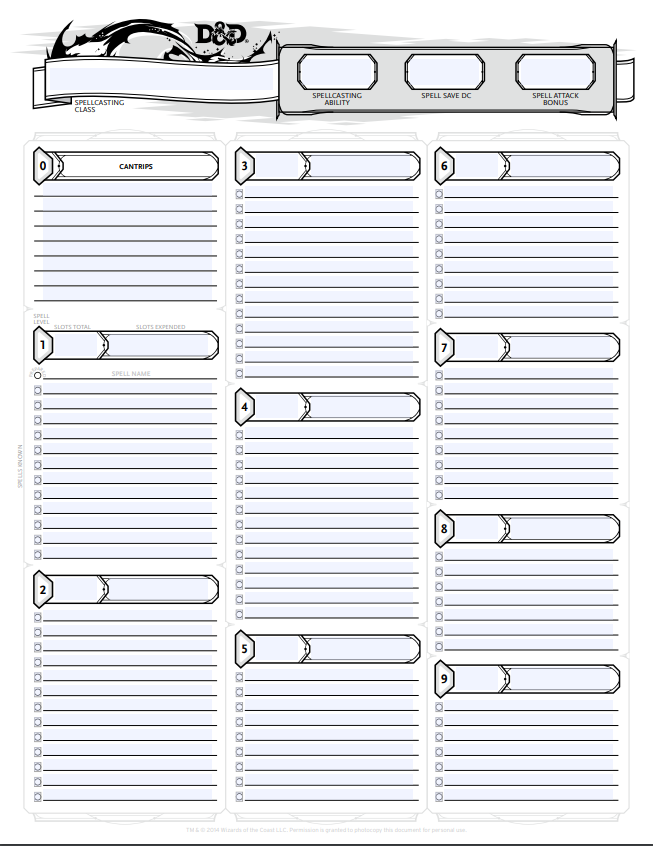 D&D
SPELLCASTING
CLASS
SPELLCASTING
ABILITY
SPELL SAVE DC
SPELL ATTACK
BONUS
0
CANTRIPS
SPELL
LEVEL
SLOTS TOTAL
SLOTS EXPENDED
1
SPELL NAME
SPELLS KNOWN
2
3
4
5
6
7
8
9
TM & © 2014 Wizards of the Coast LLC. Permission is granted to photocopy this document for personal use.